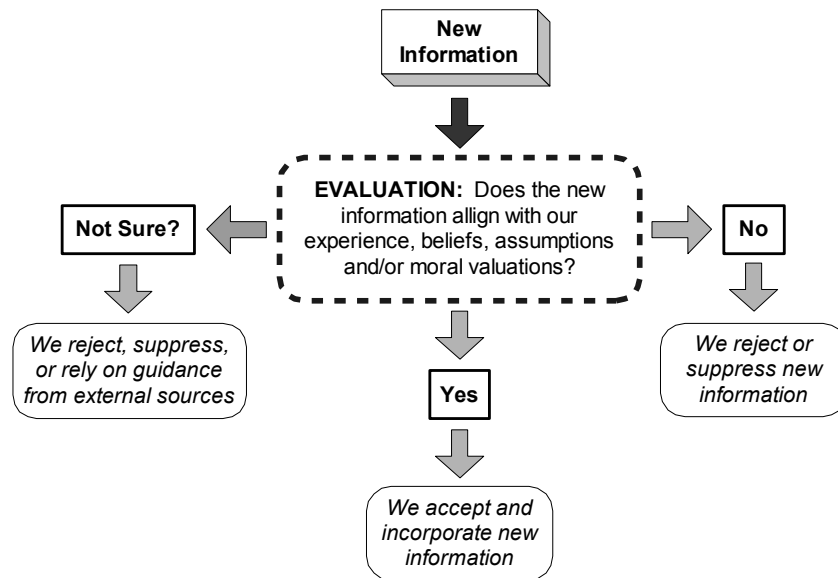 New
Information
EVALUATION: Does the new
information allign with our
experience, beliefs, assumptions
and/or moral valuations?
Not Sure?
No
We reject, suppress,
or rely on guidance
from external sources
Yes
We reject or
suppress new
information
We accept and
incorporate new
information